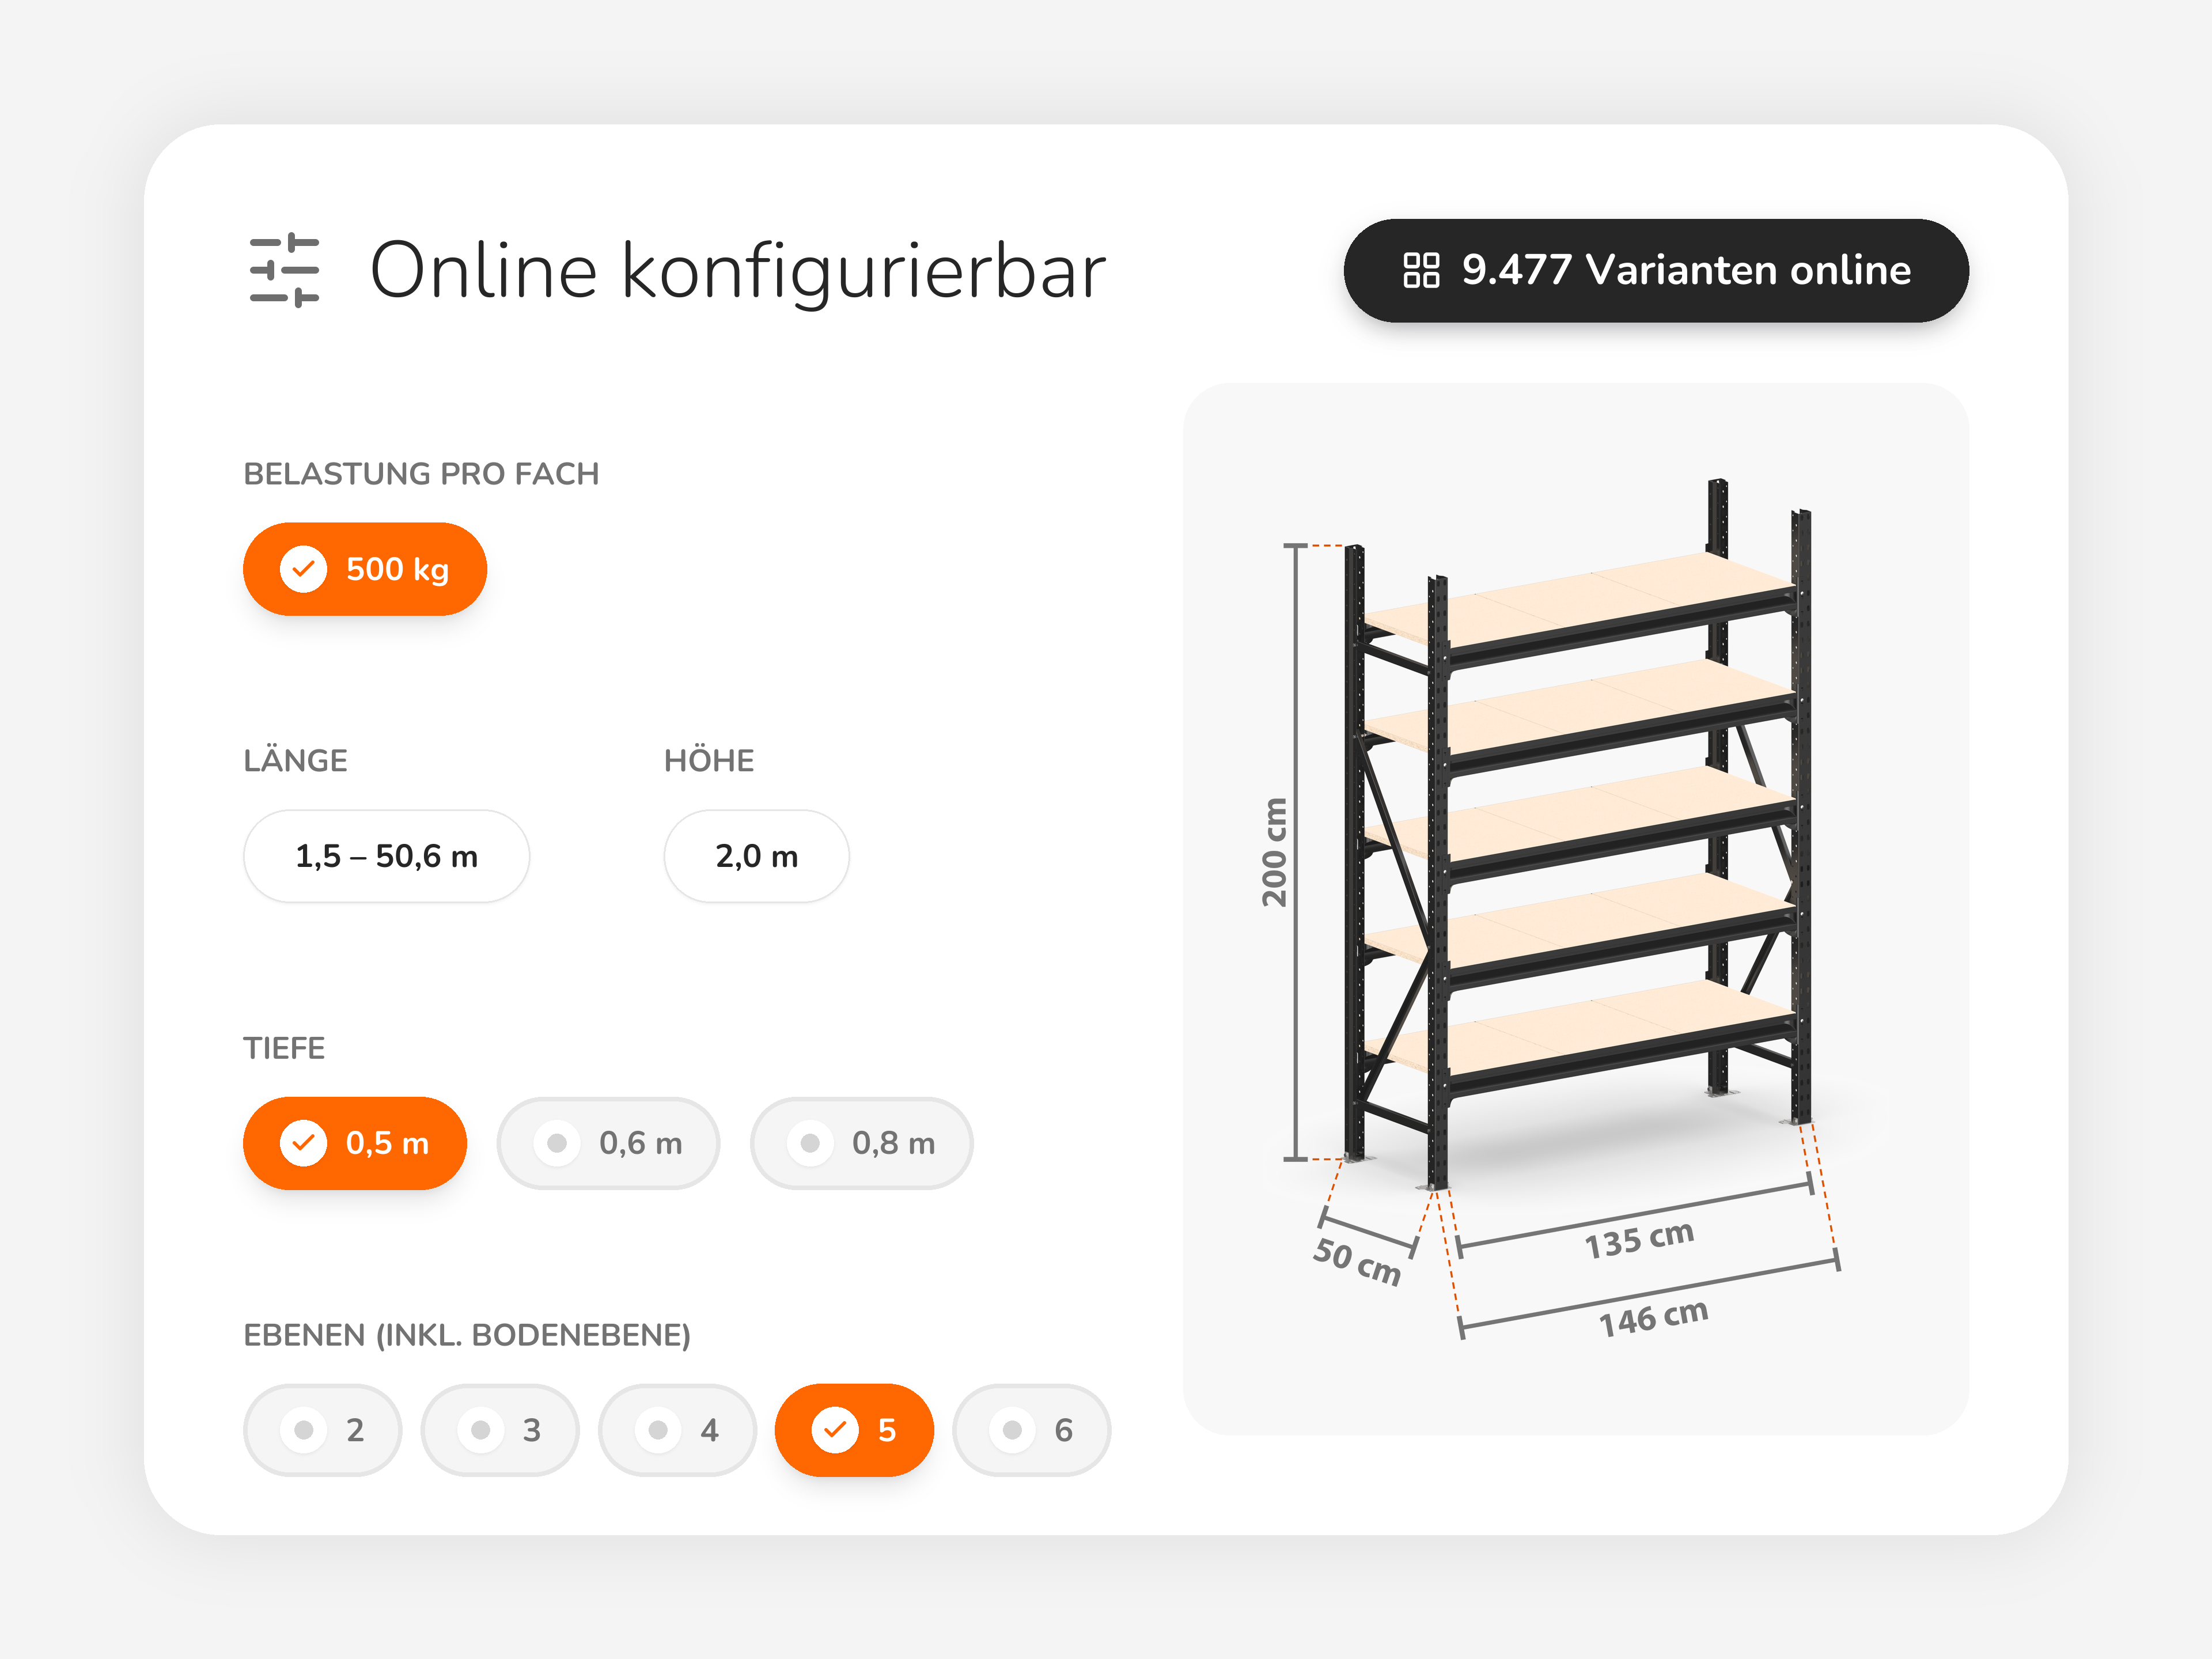 Online konfigurierbar
9.477 Varianten online
BELASTUNG PRO FACH
500 kg
LÄNGE
HÖHE
1,5 – 50,6 m
2,0 m
TIEFE
0,5 m
0,6 m
0,8 m
EBENEN (INKL. BODENEBENE)
2
3
4
5
6
200 cm
50 cm
135 cm
146 cm